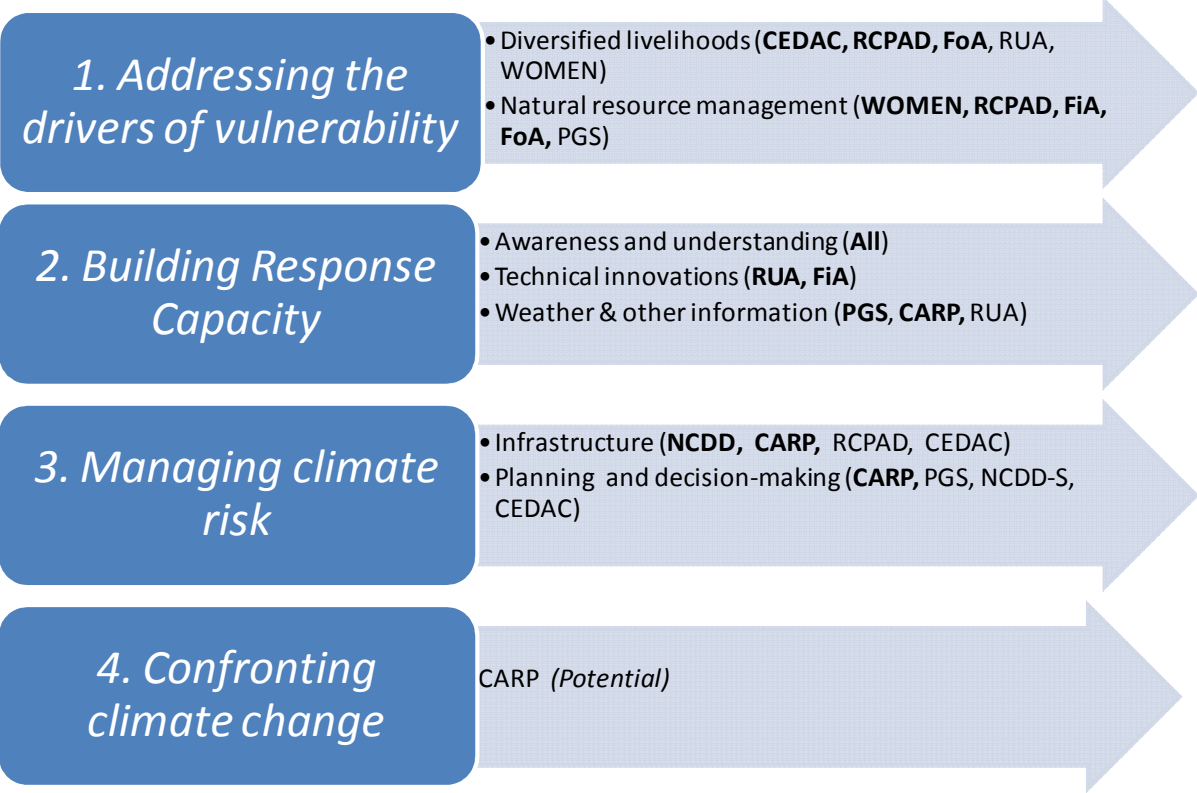 1. Addressing the
drivers of vulnerability
• Diversified livelihoods (CEDAC, RCPAD, FoA, RUA,
WOMEN)
• Natural resource management (WOMEN, RCPAD, FiA,
FoA, PGS)
2. Building Response
Capacity
• Awareness and understanding (All)
• Technical innovations (RUA, FiA)
• Weather & other information (PGS, CARP, RUA)
3. Managing climate
risk
• Infrastructure (NCDD, CARP, RCPAD, CEDAC)
• Planning and decision-making (CARP, PGS, NCDD-S,
CEDAC)
4. Confronting
climate change
CARP (Potential)